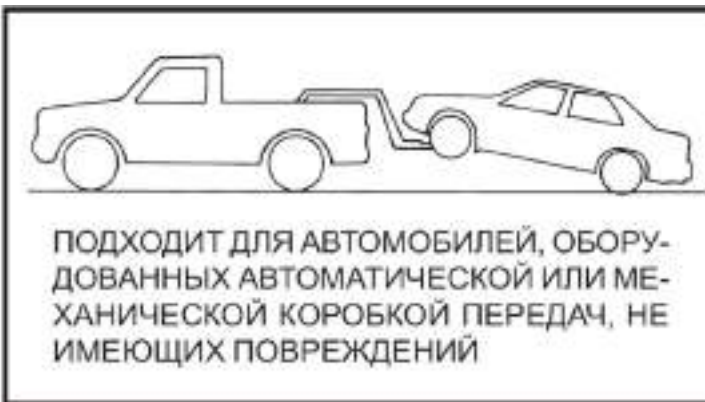 ПОДХОДИТ ДЛЯ АВТОМОБИЛЕЙ, ОБОРУ-
ДОВАННЫХ АВТОМАТИЧЕСКОЙ ИЛИ МЕ-
ХАНИЧЕСКОЙ КОРОБКОЙ ПЕРЕДАЧ, НЕ
ИМЕЮЩИХ ПОВРЕЖДЕНИЙ